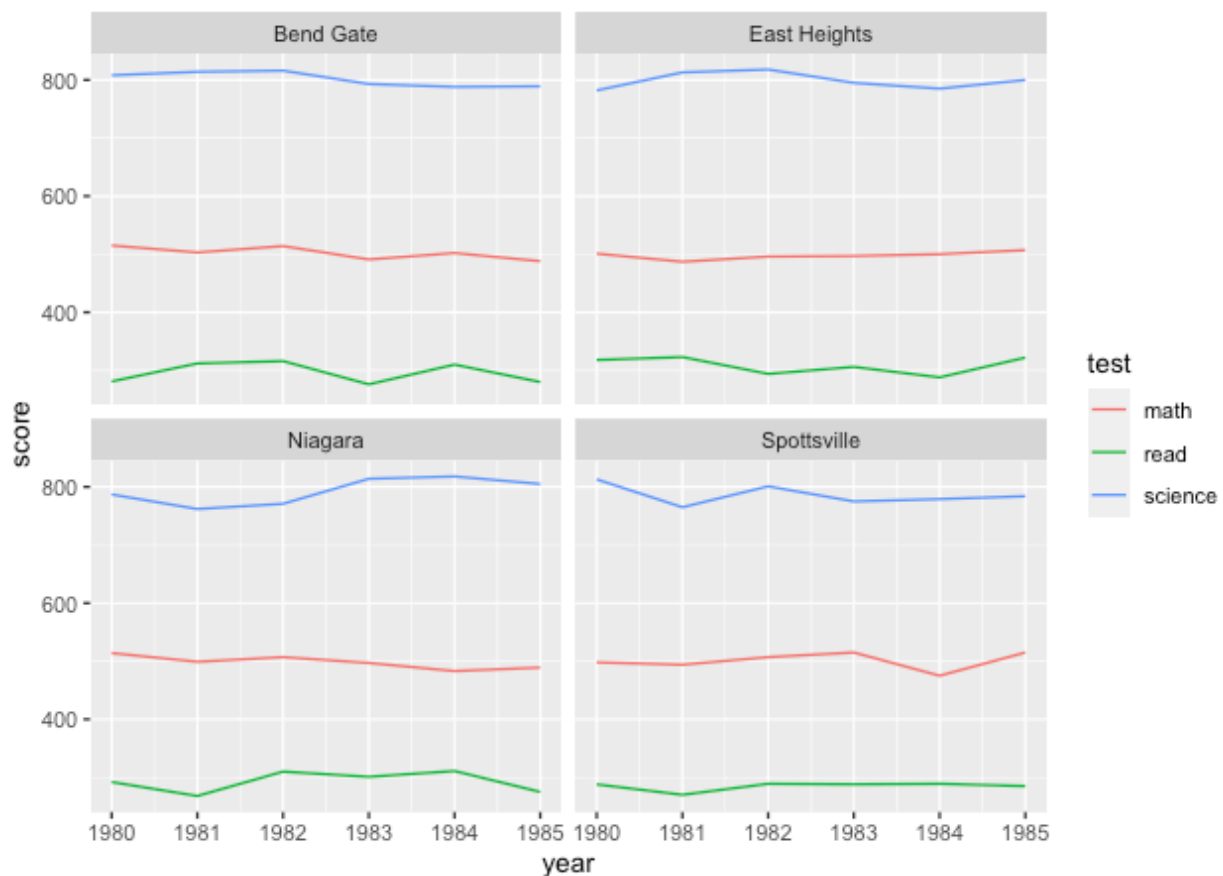 Bend Gate
East Heights
800
600
400
Niagara
Spottsville
800
600
400
1980 1981 1982 1983 1984 1985
1980 1981 1982 1983 1984 1985
year
score
test
math
read
science